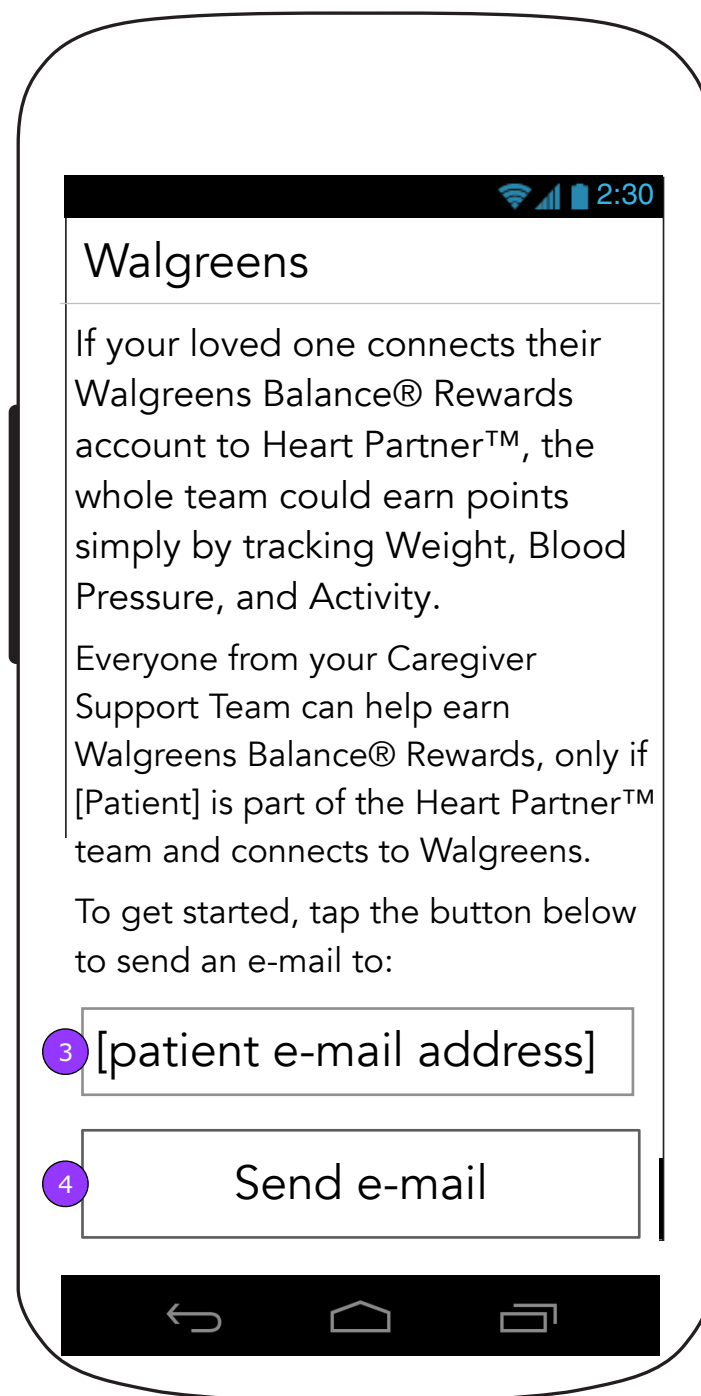 2:30
Walgreens
If your loved one connects their
Walgreens Balance® Rewards
account to Heart Partner™, the
whole team could earn points
simply by tracking Weight, Blood
Pressure, and Activity.
Everyone from your Caregiver
Support Team can help earn
Walgreens Balance® Rewards, only if
[Patient] is part of the Heart Partner™
team and connects to Walgreens.
To get started, tap the button below
to send an e-mail to:
3 [patient e-mail address]
4 Send e-mail